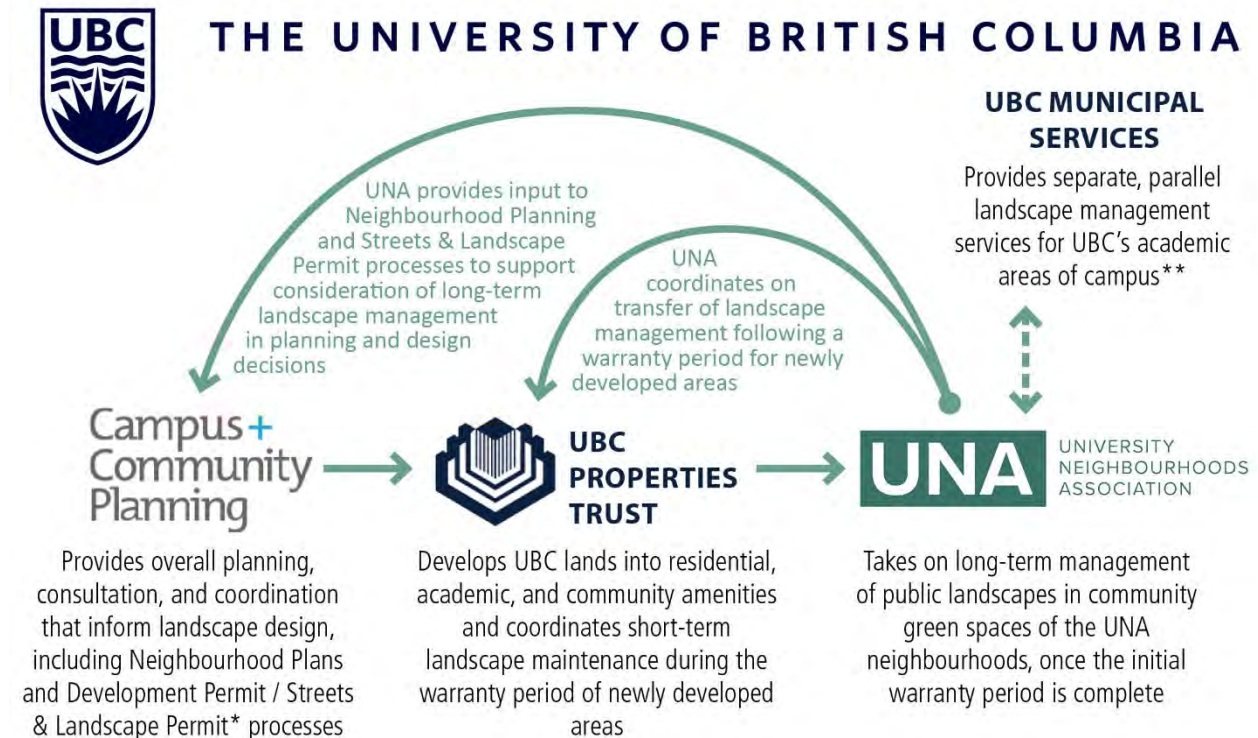 UBC
THE UNIVERSITY OF BRITISH COLUMBIA
UBC MUNICIPAL
SERVICES
Provides separate, parallel
landscape management
services for UBC's academic
areas of campus**
UNA provides input to
Neighbourhood Planning
and Streets & Landscape
Permit processes to support
consideration of long-term
landscape management
in planning and design
decisions
UNA
coordinates on
transfer of landscape
management following a
warranty period for newly
developed areas
Campus+
Community
Planning
Provides overall planning,
consultation, and coordination
that inform landscape design,
including Neighbourhood Plans
and Development Permit / Streets
& Landscape Permit* processes
UBC
PROPERTIES
TRUST
Develops UBC lands into residential,
academic, and community amenities
and coordinates short-term
landscape maintenance during the
warranty period of newly developed
areas
UNA
UNIVERSITY
NEIGHBOURHOODS
ASSOCIATION
Takes on long-term management
of public landscapes in community
green spaces of the UNA
neighbourhoods, once the initial
warranty period is complete